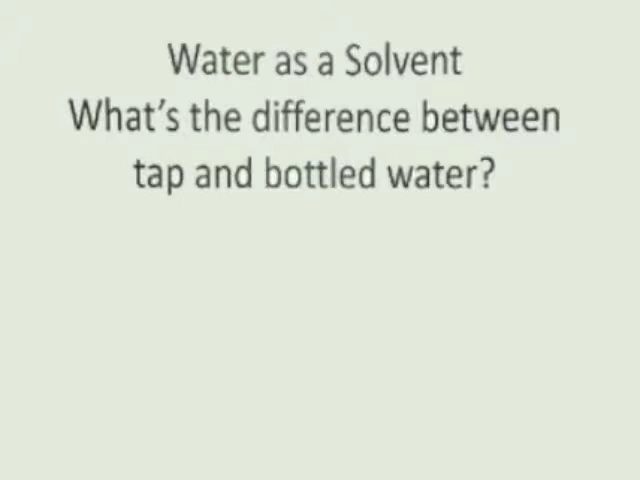 Water as a Solvent
What's the difference between
tap and bottled water?